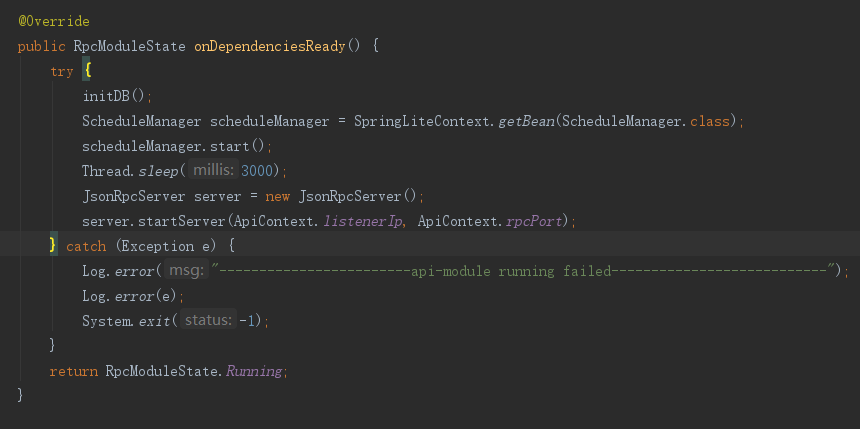 @Override
public RpcModuleState onDependenciesReady() {
    try {
        initDB();
        ScheduleManager scheduleManager = SpringLiteContext.getBean(ScheduleManager.class);
        scheduleManager.start();
        Thread.sleep( millis: 3000);
        JsonRpcServer server = new JsonRpcServer();
        server.startServer(ApiContext.listenerIp, ApiContext.rpcPort);
    } catch (Exception e) {
        Log.error( msg: "------------------------api-module running failed---------------------------");
        Log.error(e);
        System.exit( status: -1);
    }
    return RpcModuleState.Running;
}